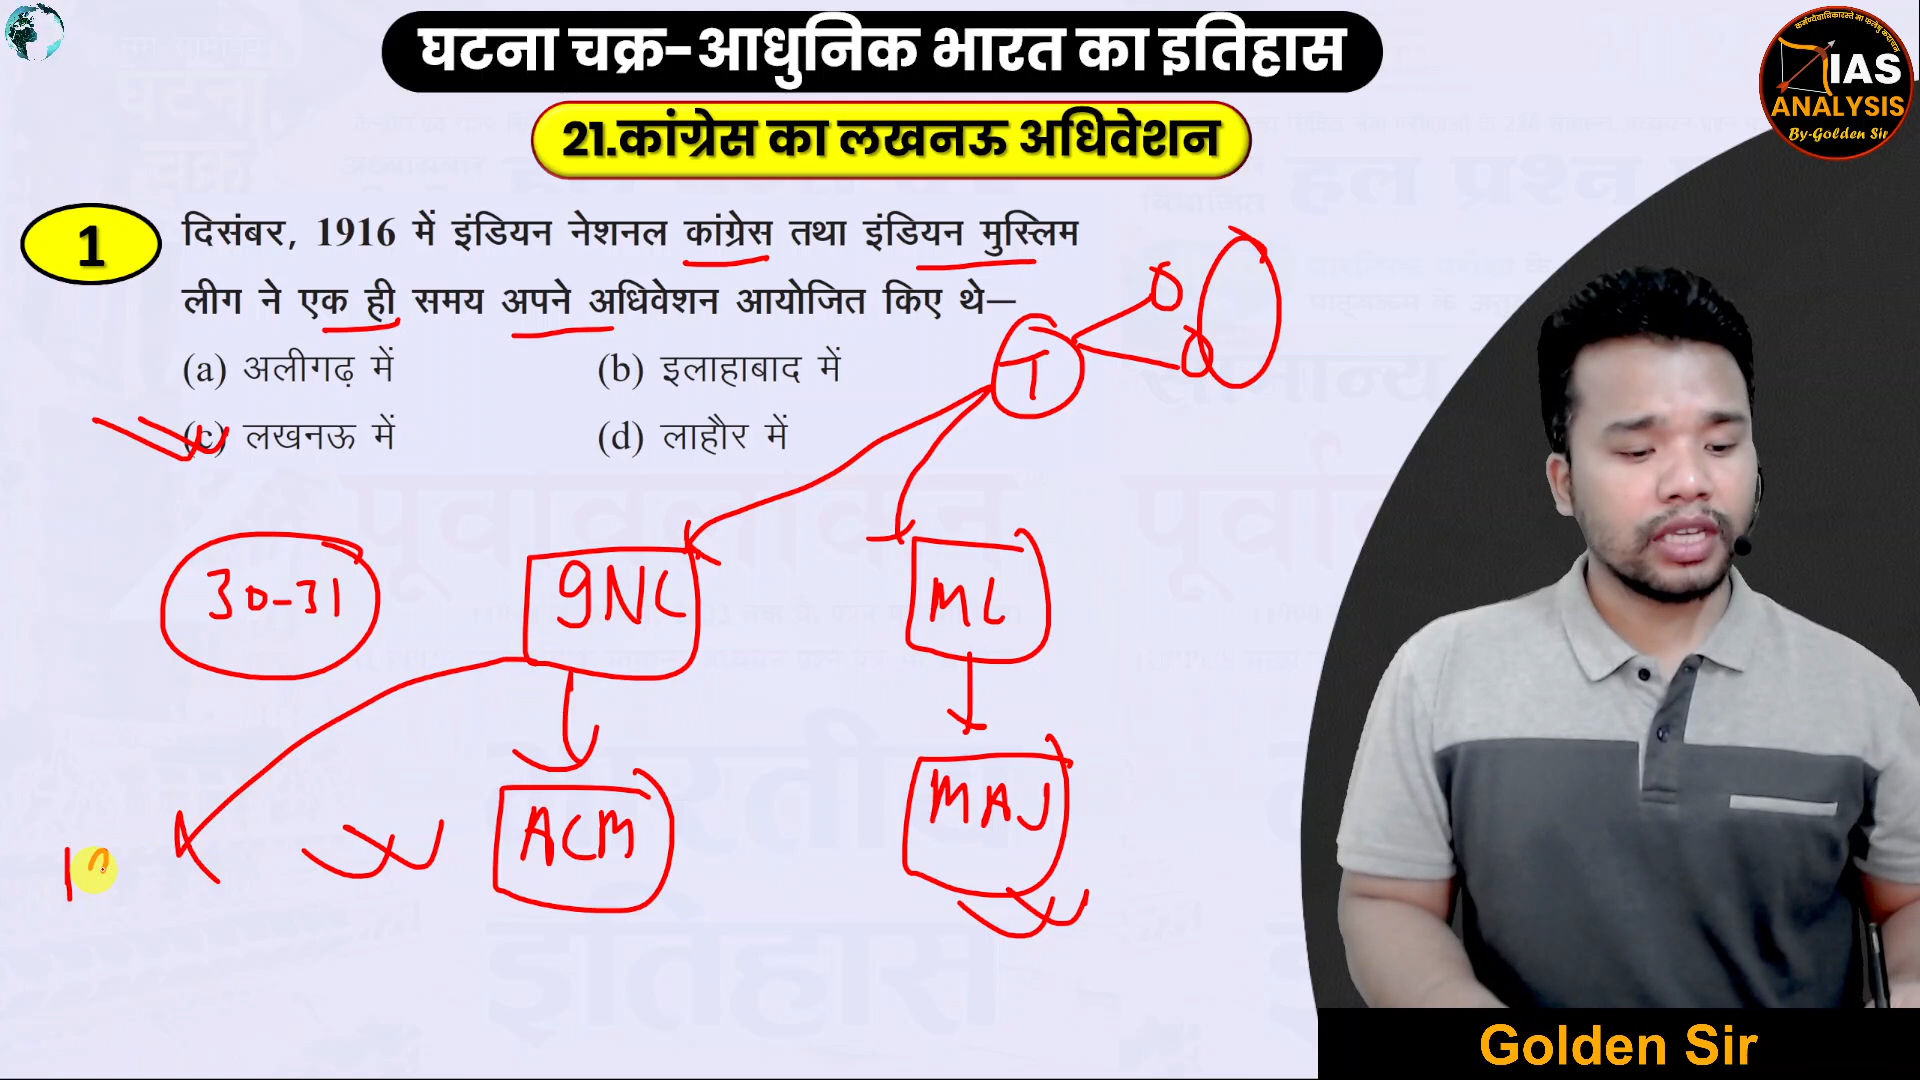 घटना चक्र-आधुनिक भारत का इतिहास
IAS
ANALYSIS
By-Golden Sir
21.कांग्रेस का लखनऊ अधिवेशन
1
दिसंबर, 1916 में इंडियन नेशनल कांग्रेस तथा इंडियन मुस्लिम
लीग ने एक ही समय अपने अधिवेशन आयोजित किए थे—
(a) अलीगढ़ में
(b) इलाहाबाद में
(c) लखनऊ में
(d) लाहौर में
T
30-31
INC
ML
ACM
MAJ
Golden Sir